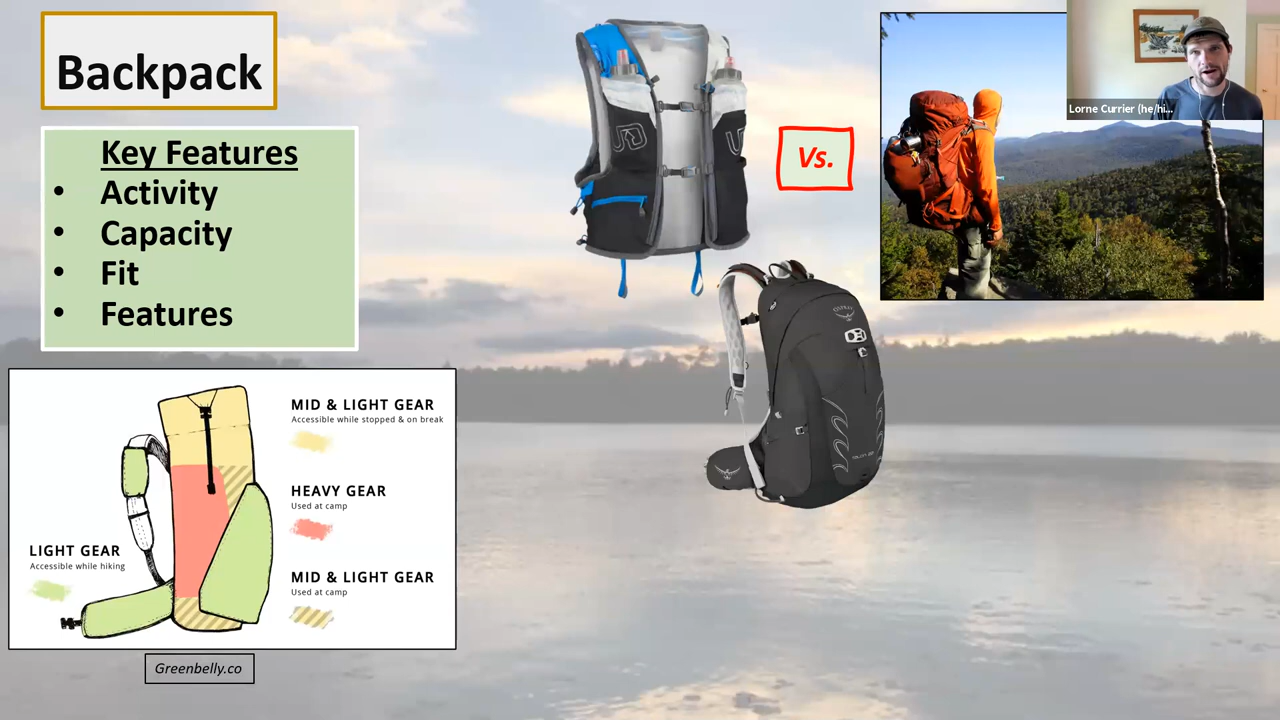 Backpack
Key Features
• Activity
• Capacity
• Fit
• Features
Vs.
Lorne Currier (he/hi...
MID & LIGHT GEAR
Accessible while stopped & on break
HEAVY GEAR
Used at camp
LIGHT GEAR
Accessible while hiking
MID & LIGHT GEAR
Used at camp
Greenbelly.co
UD
OSPREY